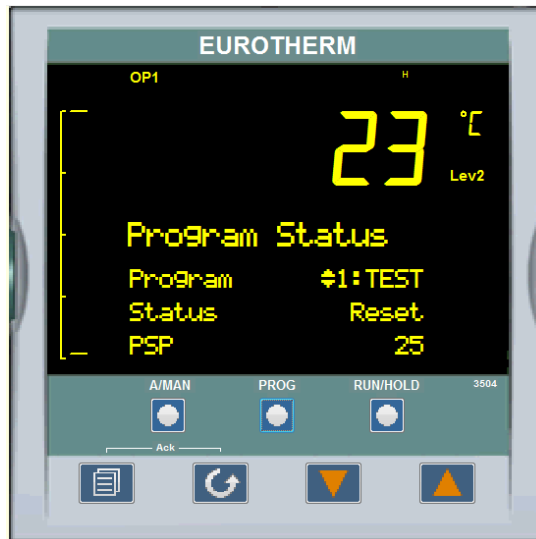 EUROTHERM
OP1 H
23 °C
Lev2
Program Status
Program 1:TEST
Status Reset
PSP 25
A/MAN PROG RUN/HOLD 3504
Ack